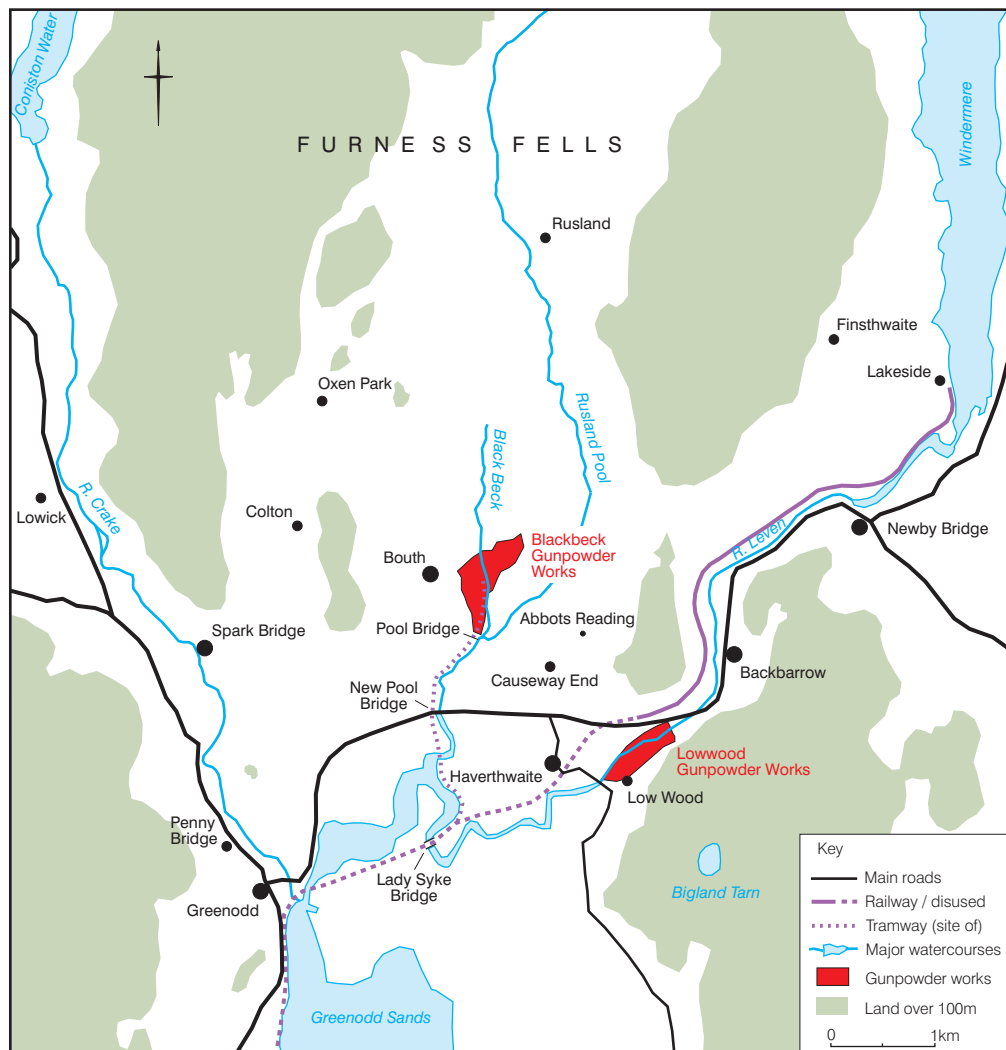 Coniston Water
FURNESS FELLS
Windermere
Rusland
Finsthwaite
Lakeside
Oxen Park
Rusland Pool
Black Beck
R. Crake
Lowick
Colton
Blackbeck
Gunpowder
Works
Bouth
R. Leven
Newby Bridge
Abbots Reading
Pool Bridge
Spark Bridge
Causeway End
Backbarrow
New Pool
Bridge
Lowwood
Gunpowder Works
Haverthwaite
Low Wood
Penny
Bridge
Lady Syke
Bridge
Bigland Tarn
Greenodd
Greenodd Sands
Key
Main roads
Railway / disused
Tramway (site of)
Major watercourses
Gunpowder works
Land over 100m
0 1km